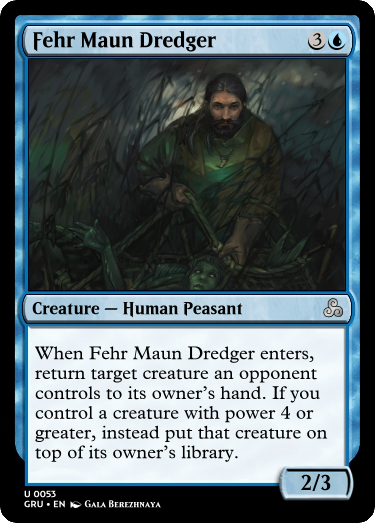 Fehr Maun Dredger 3
Creature — Human Peasant
When Fehr Maun Dredger enters,
return target creature an opponent
controls to its owner's hand. If you
control a creature with power 4 or
greater, instead put that creature on
top of its owner's library.
2/3
U 0053
GRU • EN Gala Berezhnaya